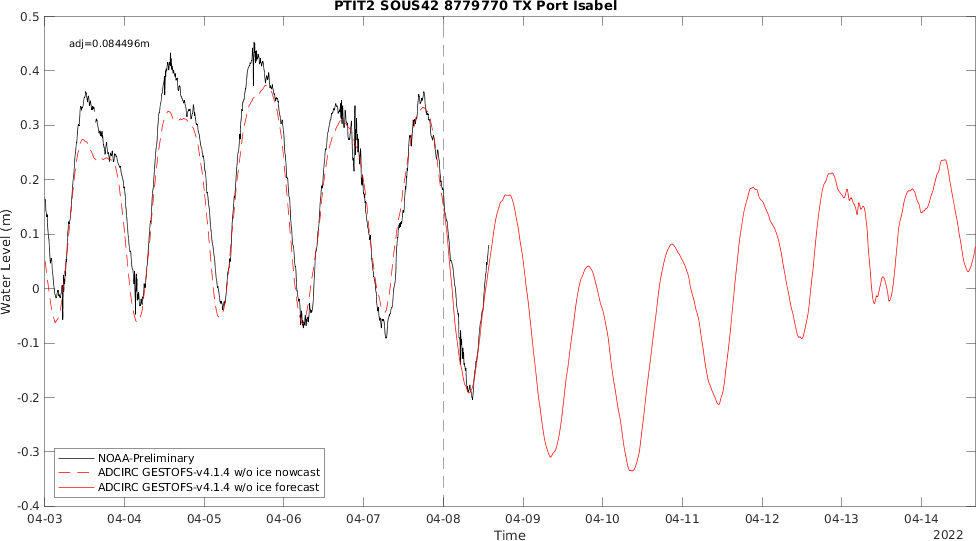 PTIT2 SOUS42 8779770 TX Port Isabel
adj=0.084496m
Water Level (m)
0.5
0.4
0.3
0.2
0.1
0
-0.1
-0.2
-0.3
-0.4
NOAA-Preliminary
ADCIRC GESTOFS-v4.1.4 w/o ice nowcast
ADCIRC GESTOFS-v4.1.4 w/o ice forecast
04-03 04-04 04-05 04-06 04-07 04-08 04-09 04-10 04-11 04-12 04-13 04-14
Time
2022